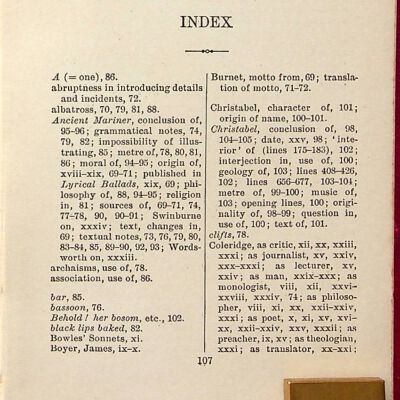 INDEX
A (= one), 86.
abruptness in introducing details
and incidents, 72.
albatross, 70, 79, 81, 88.
Ancient Mariner, conclusion of,
95-96; grammatical notes, 74,
79, 82; impossibility of illus-
trating, 85; metre of, 78, 80, 81,
86; moral of, 94-95; origin of,
xviii-xix, 69-71; published in
Lyrical Ballads, xix, 69; phi-
losophy of, 88, 94-95; religion
in, 81; sources of, 69-71, 74,
77-78, 90, 90-91; Swinburne
on, xxxiv; text, changes in,
69; textual notes, 73, 76, 79, 80,
83-84, 85, 89-90, 92, 93; Words-
worth on, xxxiii.
archaisms, use of, 78.
association, use of, 86.
bar, 85.
bassoon, 76.
Behold! her bosom, etc., 102.
black lips baked, 82.
Bowles' Sonnets, xi.
Boyer, James, ix-x.
Burnet, motto from, 69; transla-
tion of motto, 71-72.
Christabel, character of, 101;
origin of name, 100-101.
Christabel, conclusion of, 98,
104-105; date, xxv, 98; 'inte-
rior' of (lines 175-183), 102;
interjection in, use of, 100;
geology of, 103; lines 408-426,
102; lines 656-677, 103-104;
metre of, 99-100; music of,
103; opening lines, 100; origi-
nality of, 98-99; question in,
use of, 100; text of, 101.
clifts, 78.
Coleridge, as critic, xii, xx, xxiii,
xxxi; as journalist, xv, xxiv,
xxx-xxxi; as lecturer, xv,
xxiv; as man, xxix-xxx; as
monologist, viii, xii, xxvi-
xxviii, xxxiv, 74; as philoso-
pher, viii, xi, xx, xxii-xxiv,
xxxi; as poet, x, xi, xv, xvi-
xx, xxii-xxiv, xxv, xxxii; as
preacher, ix, xv; as theologian,
xxxi; as translator, xx-xxi;
107